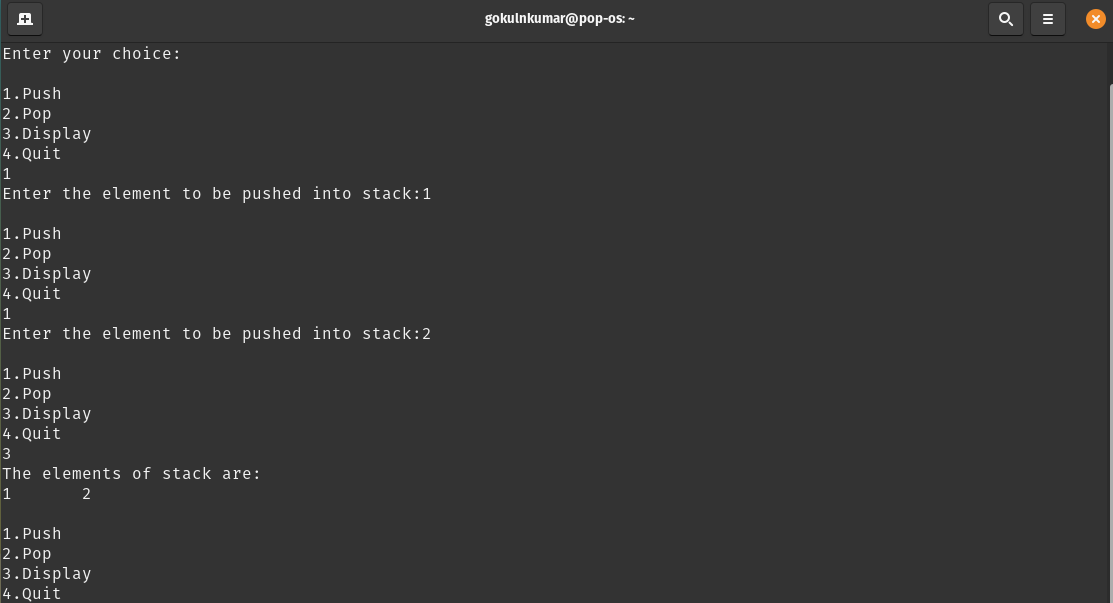 gokulnkumar@pop-os: ~
Enter your choice:
1.Push
2.Pop
3.Display
4.Quit
1
Enter the element to be pushed into stack:1
1.Push
2.Pop
3.Display
4.Quit
1
Enter the element to be pushed into stack:2
1.Push
2.Pop
3.Display
4.Quit
3
The elements of stack are:
1       2
1.Push
2.Pop
3.Display
4.Quit